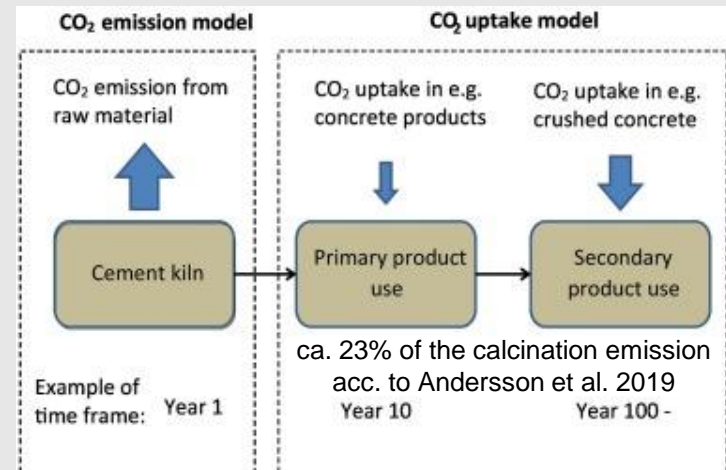 CO₂ emission model
CO₂ uptake model
CO₂ emission from
raw material
CO₂ uptake in e.g.
concrete products
CO₂ uptake in e.g.
crushed concrete
Cement kiln
Primary product
use
Secondary
product use
ca. 23% of the calcination emission
acc. to Andersson et al. 2019
Example of
time frame:
Year 1
Year 10
Year 100 -